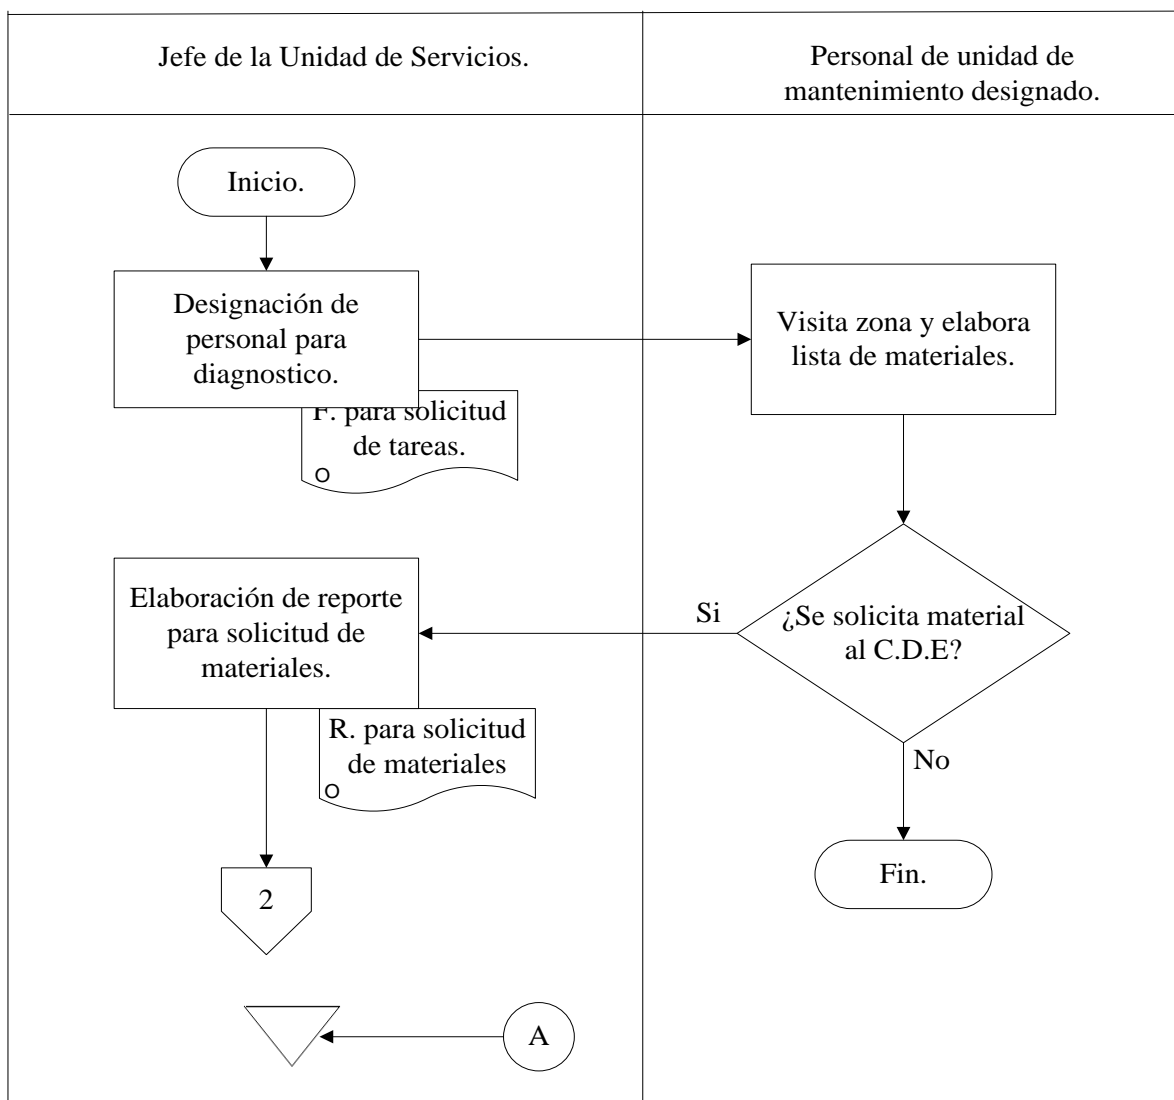 Jefe de la Unidad de Servicios.
Personal de unidad de
mantenimiento designado.
Inicio.
Designación de
personal para
diagnostico.
F. para solicitud
de tareas.
O
Visita zona y elabora
lista de materiales.
¿Se solicita material
al C.D.E?
Si
No
Elaboración de reporte
para solicitud de
materiales.
R. para solicitud
de materiales
O
Fin.
2
A